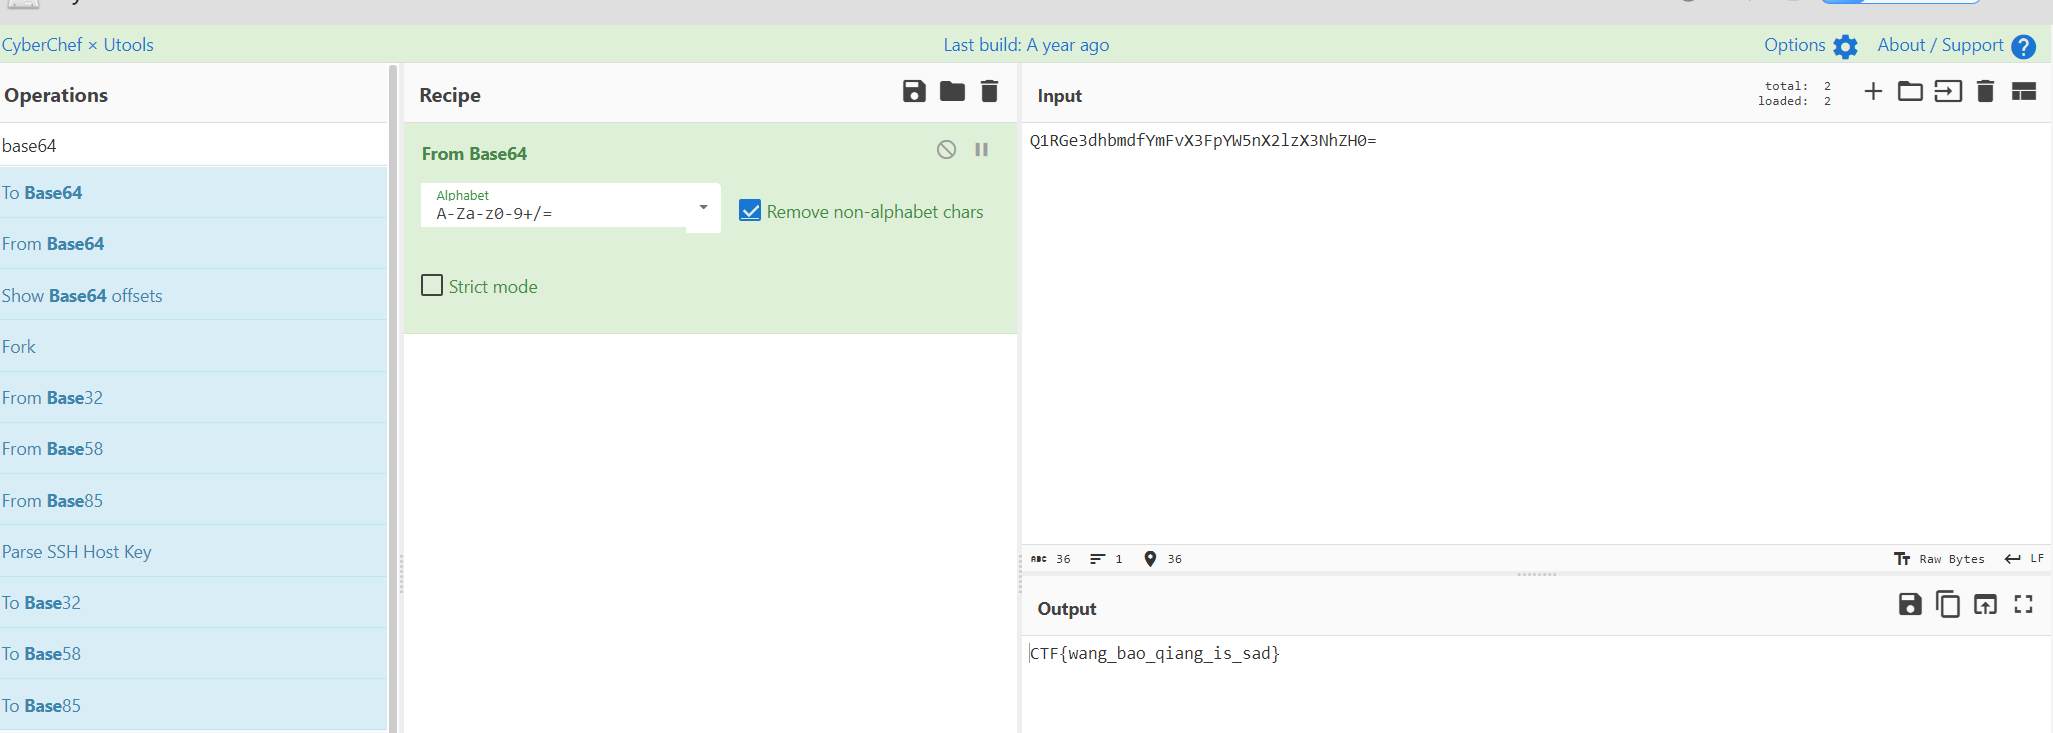 CyberChef × Utools
Last build: A year ago
Options
About / Support
Operations
base64
To Base64
From Base64
Show Base64 offsets
Fork
From Base32
From Base58
From Base85
Parse SSH Host Key
To Base32
To Base58
To Base85
Recipe
From Base64
Alphabet
A-Za-z0-9+/=
Remove non-alphabet chars
Strict mode
Input
total: 2
loaded: 2
Q1RGe3dhbmdfYmFvX3FpYW5nX2lzX3NhZH0=
ABC 36 1 36
Tr Raw Bytes LF
Output
CTF{wang_bao_qiang_is_sad}